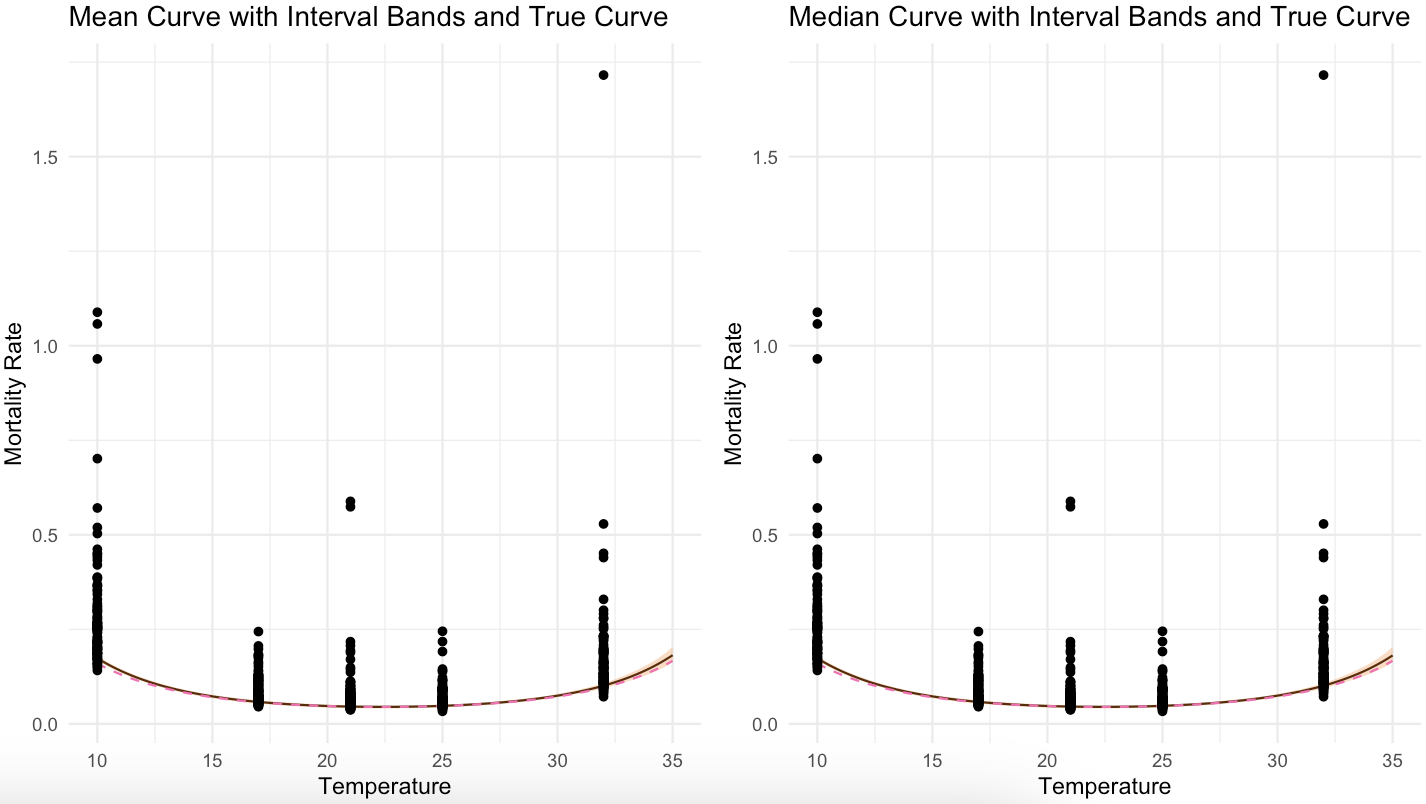 Mean Curve with Interval Bands and True Curve
Mortality Rate
1.5
1.0
0.5
0.0
10 15 20 25 30 35
Temperature
Median Curve with Interval Bands and True Curve
Mortality Rate
1.5
1.0
0.5
0.0
10 15 20 25 30 35
Temperature